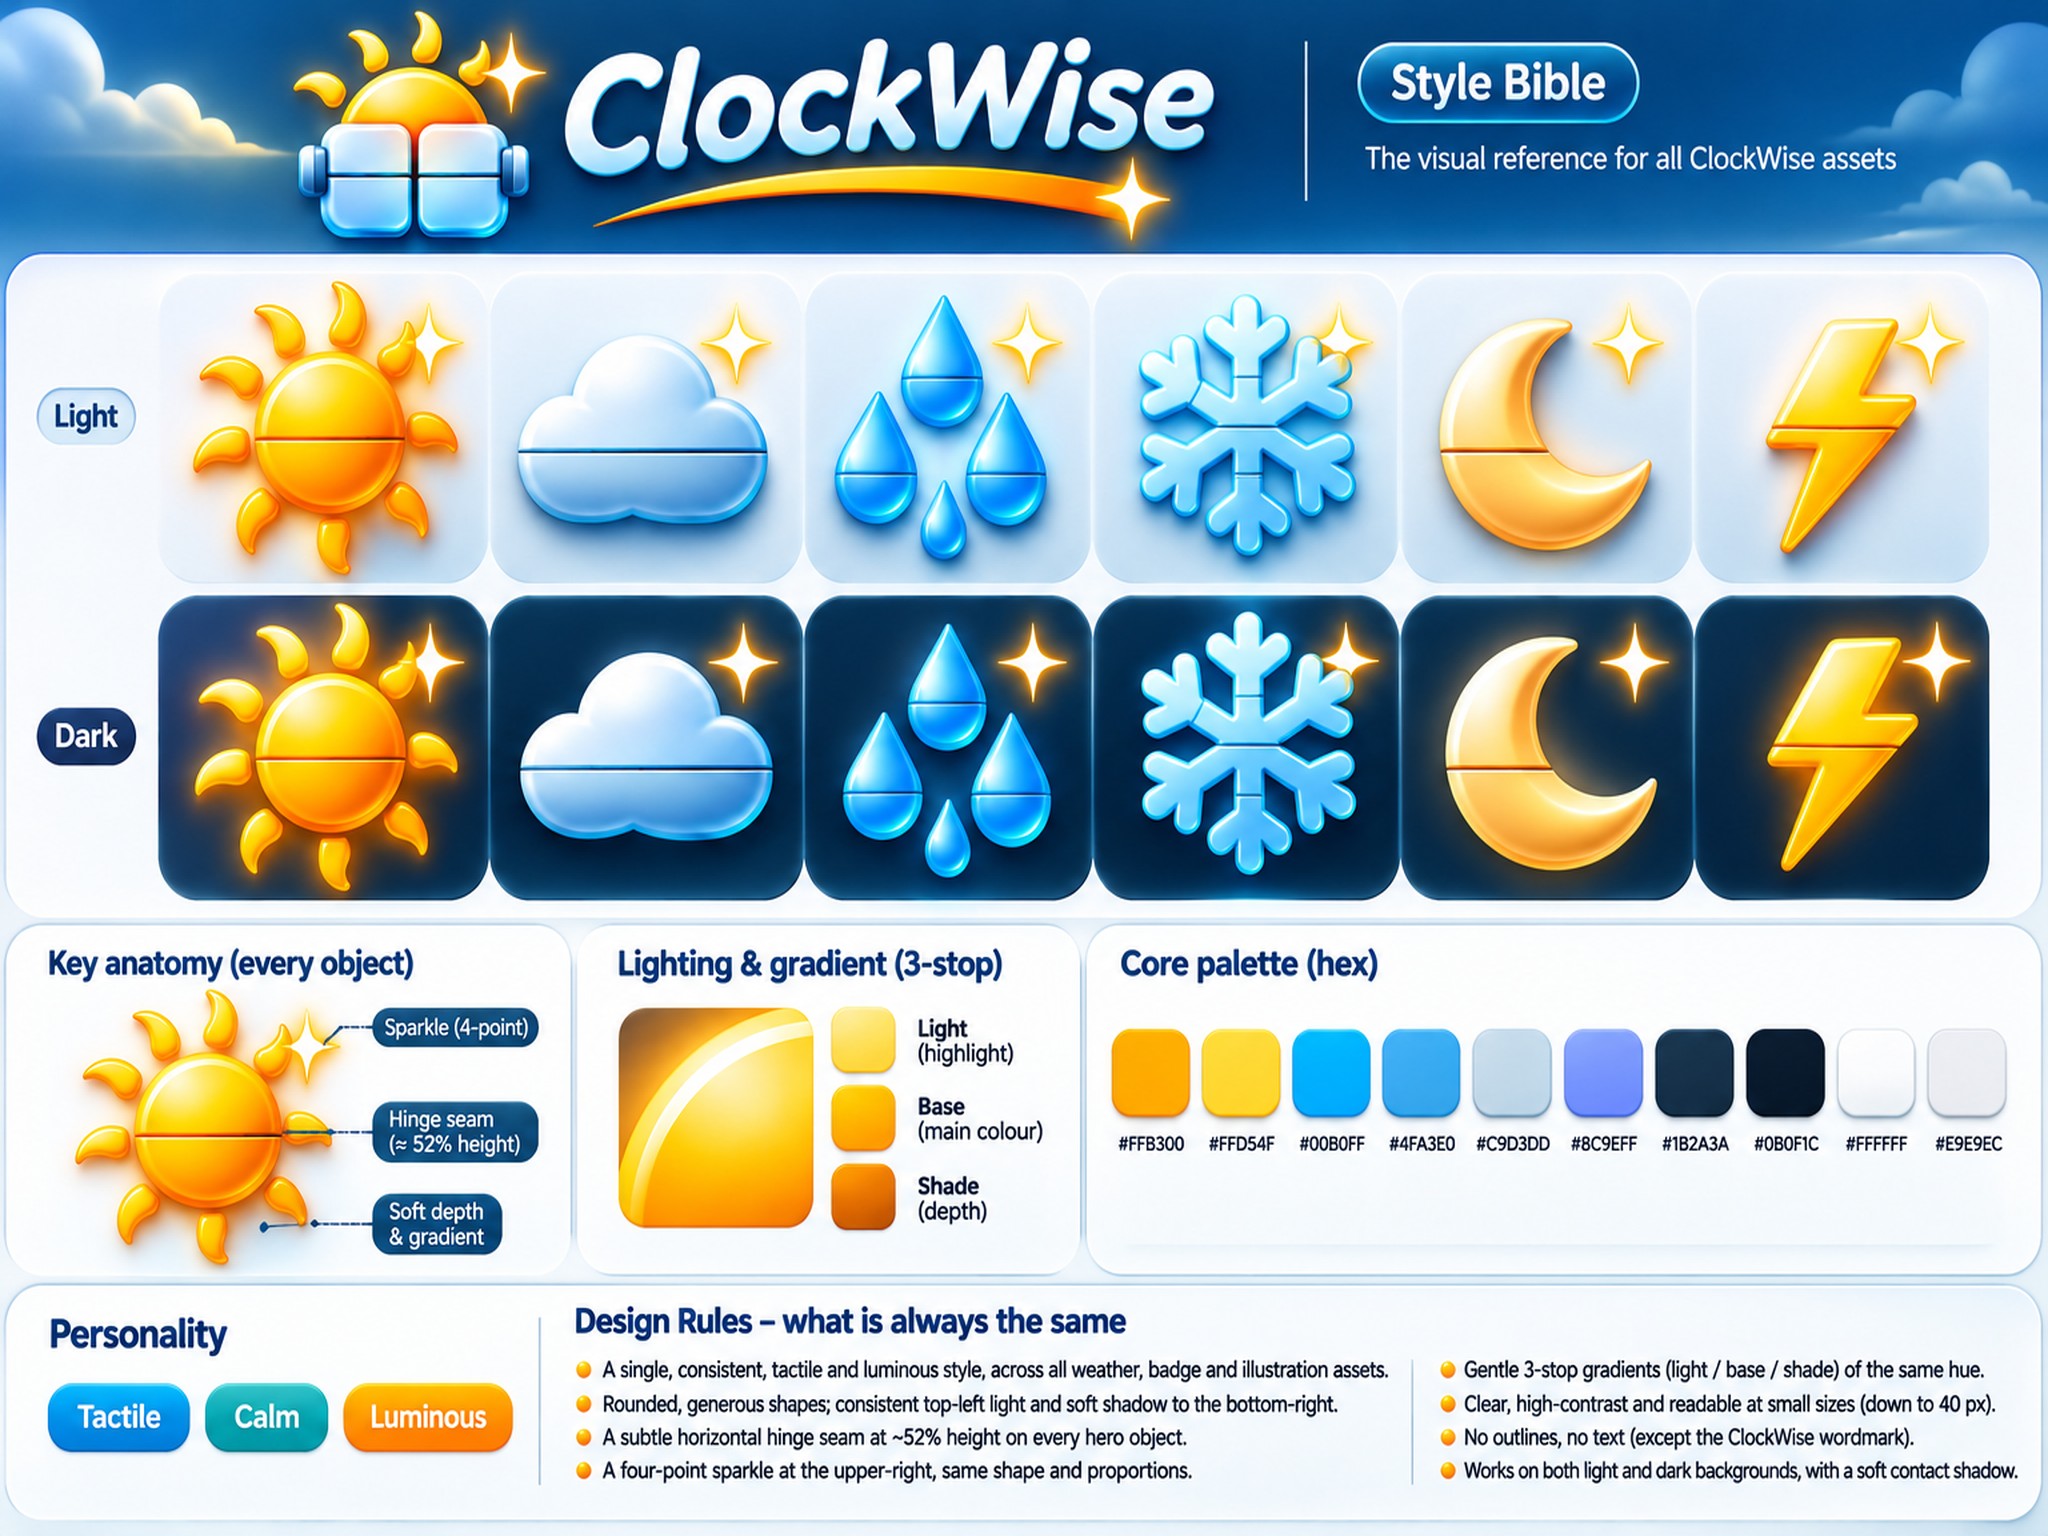 ClockWise
Style Bible
The visual reference for all ClockWise assets
Light
Dark
Key anatomy (every object)
Sparkle (4-point)
Hinge seam
(≈ 52% height)
Soft depth
& gradient
Lighting & gradient (3-stop)
Light
(highlight)
Base
(main colour)
Shade
(depth)
Core palette (hex)
#FFB300
#FFD54F
#00B0FF
#4FA3E0
#C9D3DD
#8C9EFF
#1B2A3A
#0B0F1C
#FFFFFF
#E9E9EC
Personality
Tactile
Calm
Luminous
Design Rules – what is always the same
A single, consistent, tactile and luminous style, across all weather, badge and illustration assets.
Rounded, generous shapes; consistent top-left light and soft shadow to the bottom-right.
A subtle horizontal hinge seam at ~52% height on every hero object.
A four-point sparkle at the upper-right, same shape and proportions.
Gentle 3-stop gradients (light / base / shade) of the same hue.
Clear, high-contrast and readable at small sizes (down to 40 px).
No outlines, no text (except the ClockWise wordmark).
Works on both light and dark backgrounds, with a soft contact shadow.